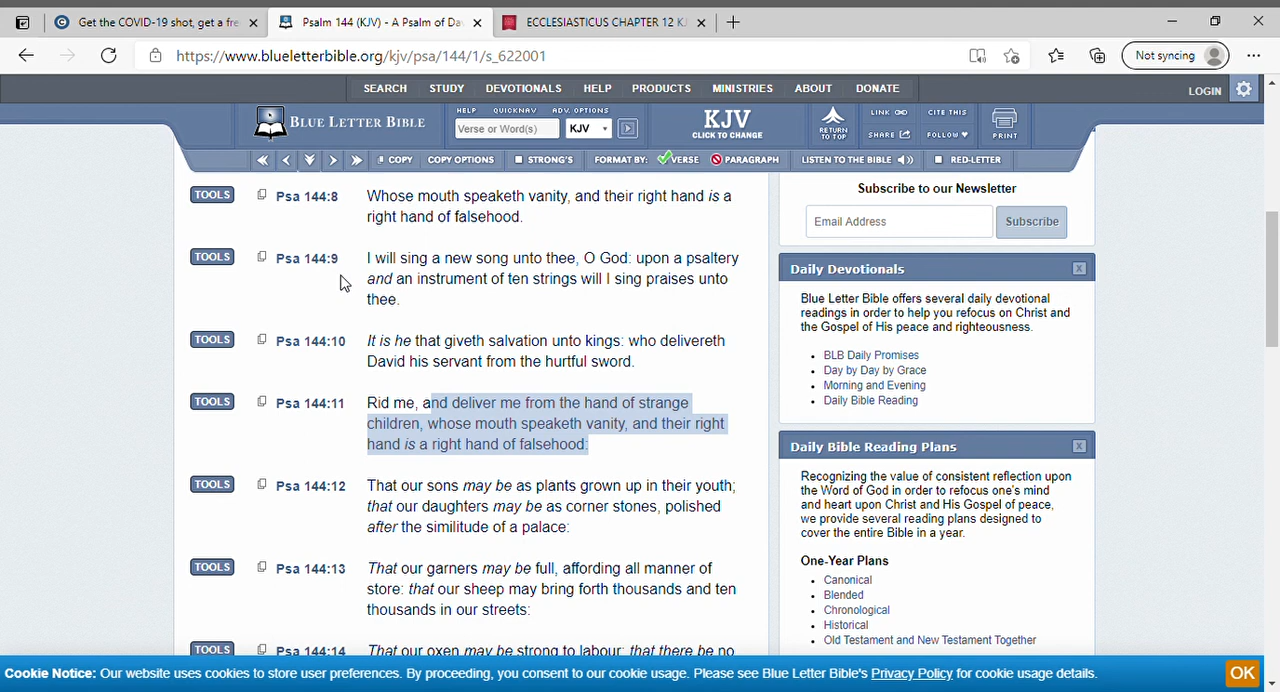 Get the COVID-19 shot, get a fre
Psalm 144 (KJV) - A Psalm of Da
ECCLESIASTICUS CHAPTER 12 K
https://www.blueletterbible.org/kjv/psa/144/1/s_622001
Not syncing
SEARCH STUDY DEVOTIONALS HELP PRODUCTS MINISTRIES ABOUT DONATE
LOGIN
BLUE LETTER BIBLE
HELP QUICKNAV ADV. OPTIONS
Verse or Word(s)
KJV
KJV
CLICK TO CHANGE
RETURN
TO TOP
LINK
CITE THIS
SHARE
FOLLOW
PRINT
COPY COPY OPTIONS STRONG'S FORMAT BY: VERSE PARAGRAPH LISTEN TO THE BIBLE RED-LETTER
TOOLS Psa 144:8 Whose mouth speaketh vanity, and their right hand is a
right hand of falsehood.
TOOLS Psa 144:9 I will sing a new song unto thee, O God: upon a psaltery
and an instrument of ten strings will I sing praises unto
thee.
TOOLS Psa 144:10 It is he that giveth salvation unto kings: who delivereth
David his servant from the hurtful sword.
TOOLS Psa 144:11 Rid me, and deliver me from the hand of strange
children, whose mouth speaketh vanity, and their right
hand is a right hand of falsehood:
TOOLS Psa 144:12 That our sons may be as plants grown up in their youth;
that our daughters may be as corner stones, polished
after the similitude of a palace:
TOOLS Psa 144:13 That our garners may be full, affording all manner of
store: that our sheep may bring forth thousands and ten
thousands in our streets:
TOOLS Psa 144:14 That our oxen may be strong to labour; that there be no
Subscribe to our Newsletter
Email Address
Subscribe
Daily Devotionals
X
Blue Letter Bible offers several daily devotional
readings in order to help you refocus on Christ and
the Gospel of His peace and righteousness.
BLB Daily Promises
Day by Day by Grace
Morning and Evening
Daily Bible Reading
Daily Bible Reading Plans
X
Recognizing the value of consistent reflection upon
the Word of God in order to refocus one's mind
and heart upon Christ and His Gospel of peace,
we provide several reading plans designed to
cover the entire Bible in a year.
One-Year Plans
Canonical
Blended
Chronological
Historical
Old Testament and New Testament Together
Cookie Notice: Our website uses cookies to store user preferences. By proceeding, you consent to our cookie usage. Please see Blue Letter Bible's Privacy Policy for cookie usage details.
OK